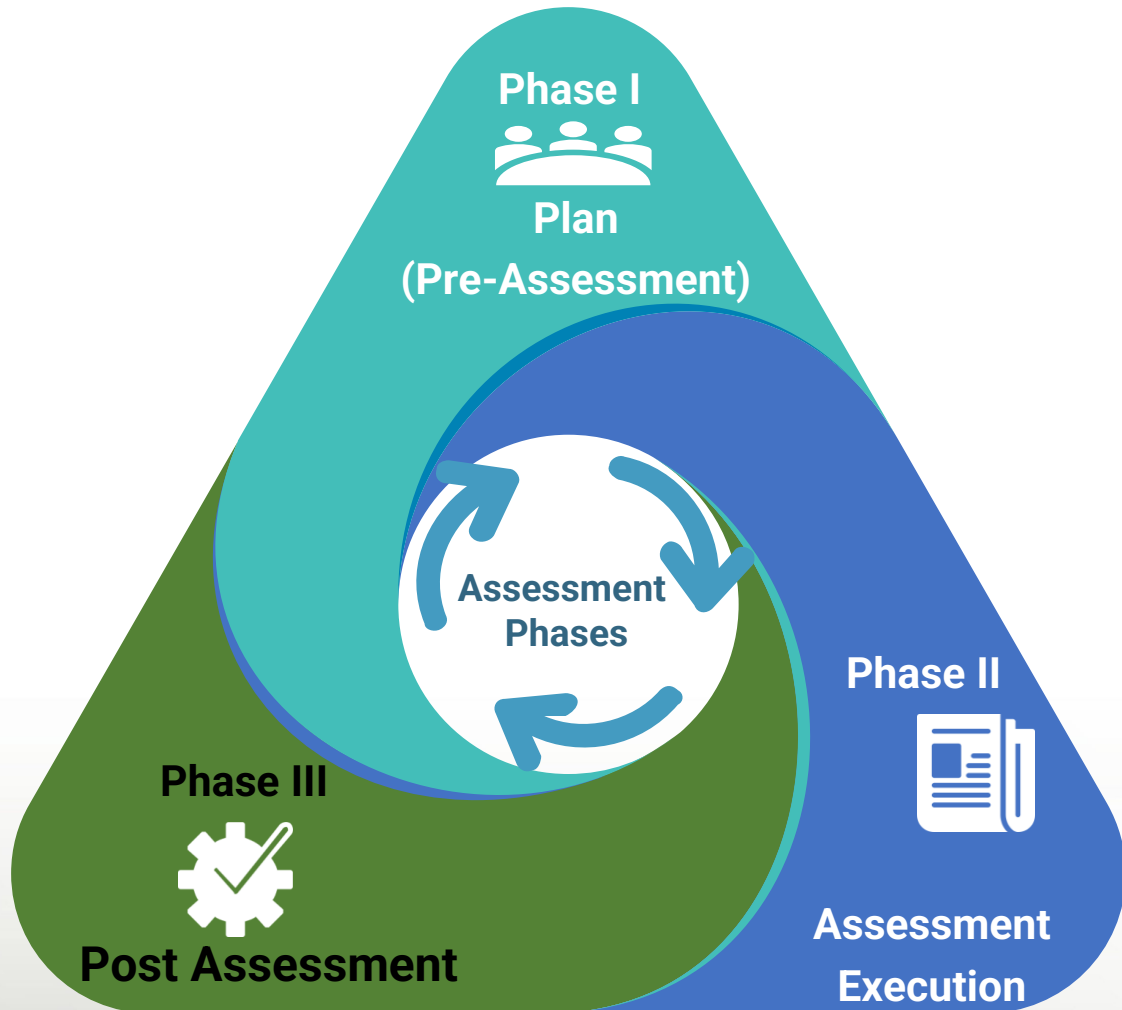 Phase I
Plan
(Pre-Assessment)
Assessment
Phases
Phase II
Assessment
Execution
Phase III
Post Assessment